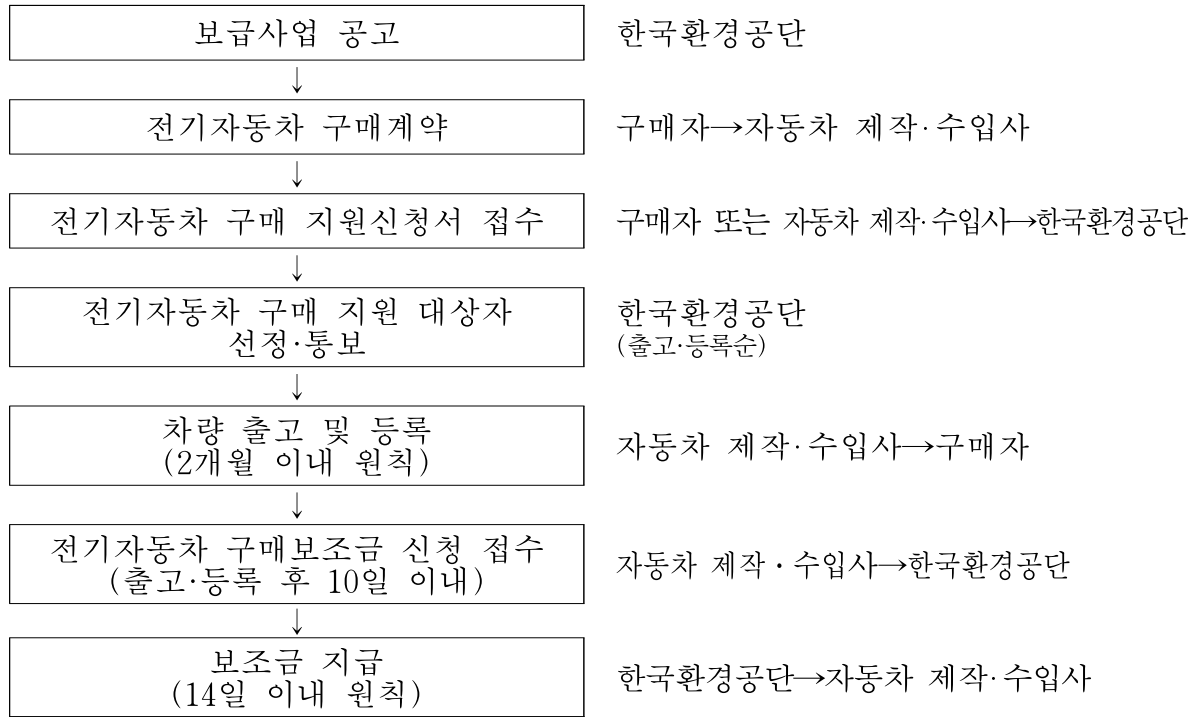 보급사업 공고
한국환경공단
↓
전기자동차 구매계약
구매자→자동차 제작·수입사
↓
전기자동차 구매 지원신청서 접수
구매자 또는 자동차 제작·수입사→한국환경공단
↓
전기자동차 구매 지원 대상자
선정·통보
한국환경공단
(출고·등록순)
↓
차량 출고 및 등록
(2개월 이내 원칙)
자동차 제작·수입사→구매자
↓
전기자동차 구매보조금 신청 접수
(출고·등록 후 10일 이내)
자동차 제작·수입사→한국환경공단
↓
보조금 지급
(14일 이내 원칙)
한국환경공단→자동차 제작·수입사